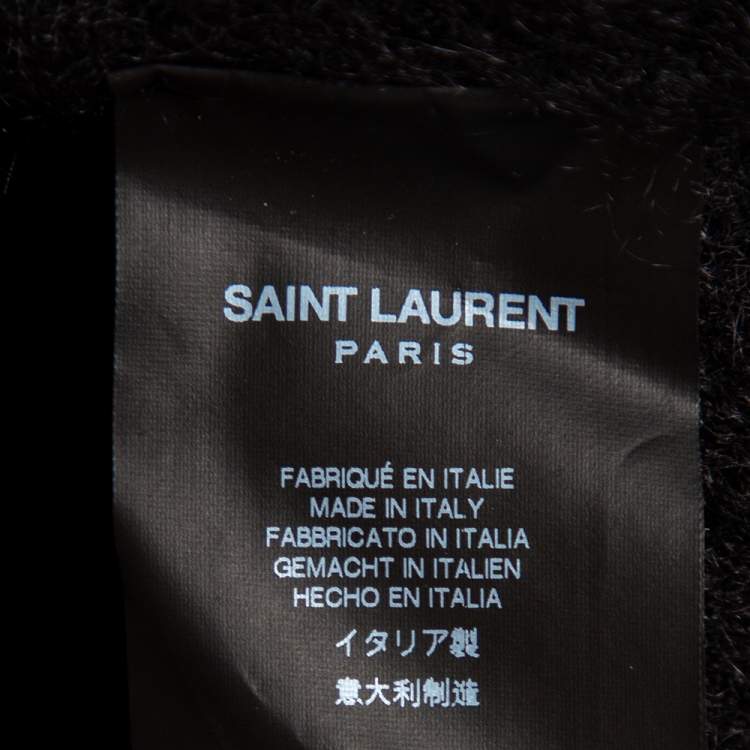 SAINT LAURENT
PARIS
FABRIQUÉ EN ITALIE
MADE IN ITALY
FABBRICATO IN ITALIA
GEMACHT IN ITALIEN
HECHO EN ITALIA
イタリア製
意大利制造